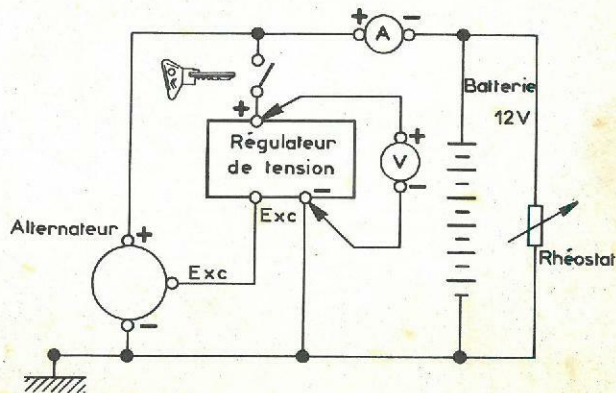 + A -
Batterie
12V
+
Régulateur
de tension
+
V
-
-
Exc
Alternateur +
Exc
Rhéostat
-